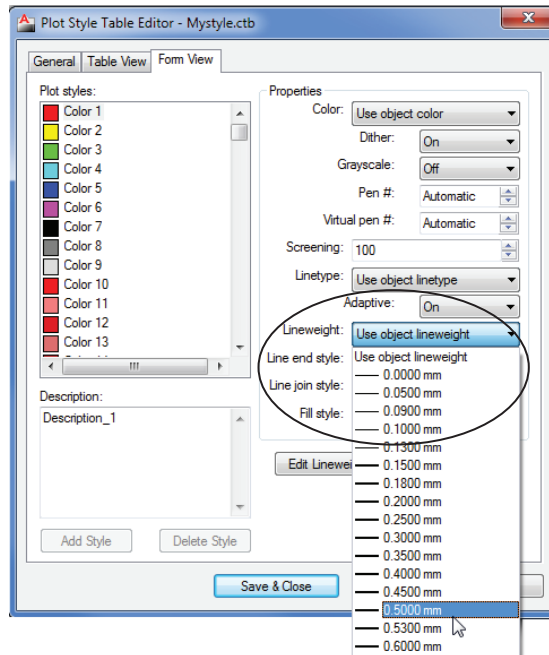 Plot Style Table Editor - Mystyle.ctb
General Table View Form View
Plot styles:
Color 1
Color 2
Color 3
Color 4
Color 5
Color 6
Color 7
Color 8
Color 9
Color 10
Color 11
Color 12
Color 13
Description:
Description_1
Add Style Delete Style
Properties
Color: Use object color
Dither: On
Grayscale: Off
Pen #: Automatic
Virtual pen #: Automatic
Screening: 100
Linetype: Use object linetype
Adaptive: On
Lineweight: Use object lineweight
Line end style: Use object lineweight
Line join style:
Fill style:
0.0000 mm
0.0500 mm
0.0900 mm
0.1000 mm
0.1300 mm
0.1500 mm
0.1800 mm
0.2000 mm
0.2500 mm
0.3000 mm
0.3500 mm
0.4000 mm
0.4500 mm
0.5000 mm
0.5300 mm
0.6000 mm
Edit Linewei
Save & Close